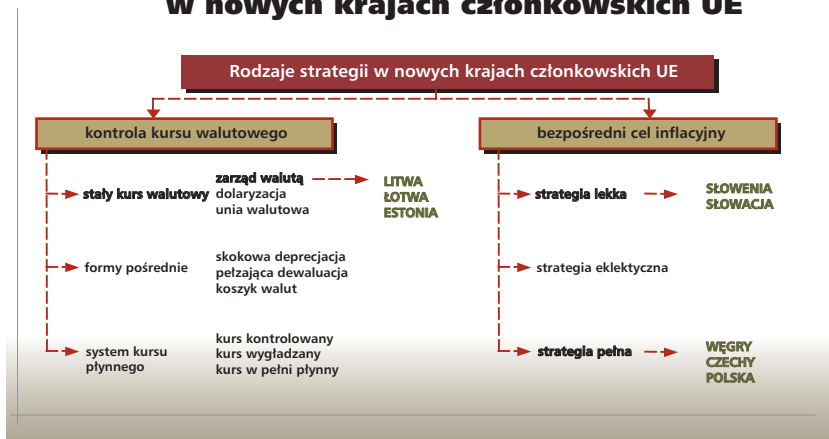 w nowych krajach członkowskich UE
Rodzaje strategii w nowych krajach członkowskich UE
kontrola kursu walutowego
stały kurs walutowy
zarząd walutą
dolaryzacja
unia walutowa
LITWA
ŁOTWA
ESTONIA
formy pośrednie
skokowa deprecjacja
pełzająca dewaluacja
koszyk walut
system kursu
płynnego
kurs kontrolowany
kurs wygładzany
kurs w pełni płynny
bezpośredni cel inflacyjny
strategia lekka
SŁOWENIA
SŁOWACJA
strategia eklektyczna
strategia pełna
WĘGRY
CZECHY
POLSKA